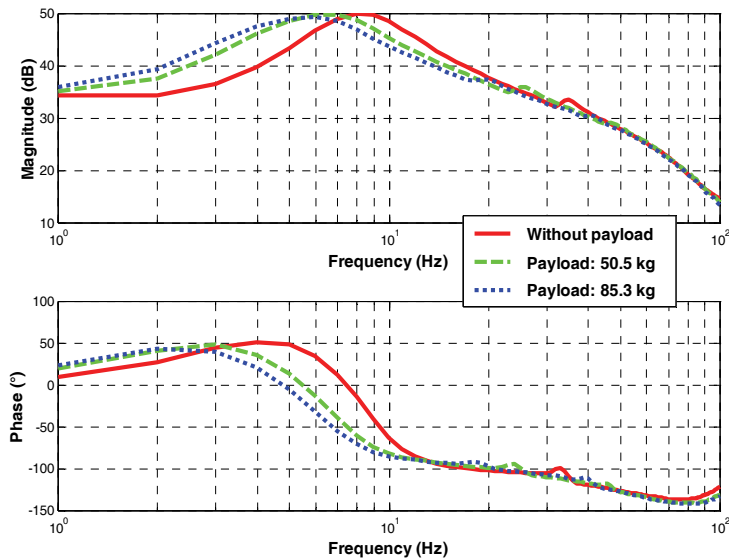 50
40
30
20
10
Magnitude (dB)
10^0
10^1
10^2
Frequency (Hz)
Without payload
Payload: 50.5 kg
Payload: 85.3 kg
100
50
0
-50
-100
-150
Phase (°)
10^0
10^1
10^2
Frequency (Hz)